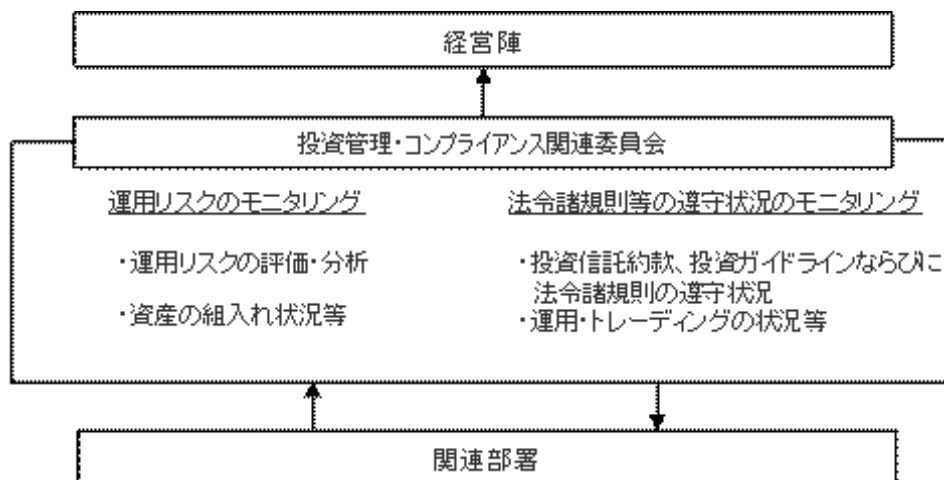 経営陣
投資管理・コンプライアンス関連委員会
運用リスクのモニタリング
・運用リスクの評価・分析
・資産の組入れ状況等
法令諸規則等の遵守状況のモニタリング
・投資信託約款、投資ガイドラインならびに
法令諸規則の遵守状況
・運用・トレーディングの状況等
関連部署